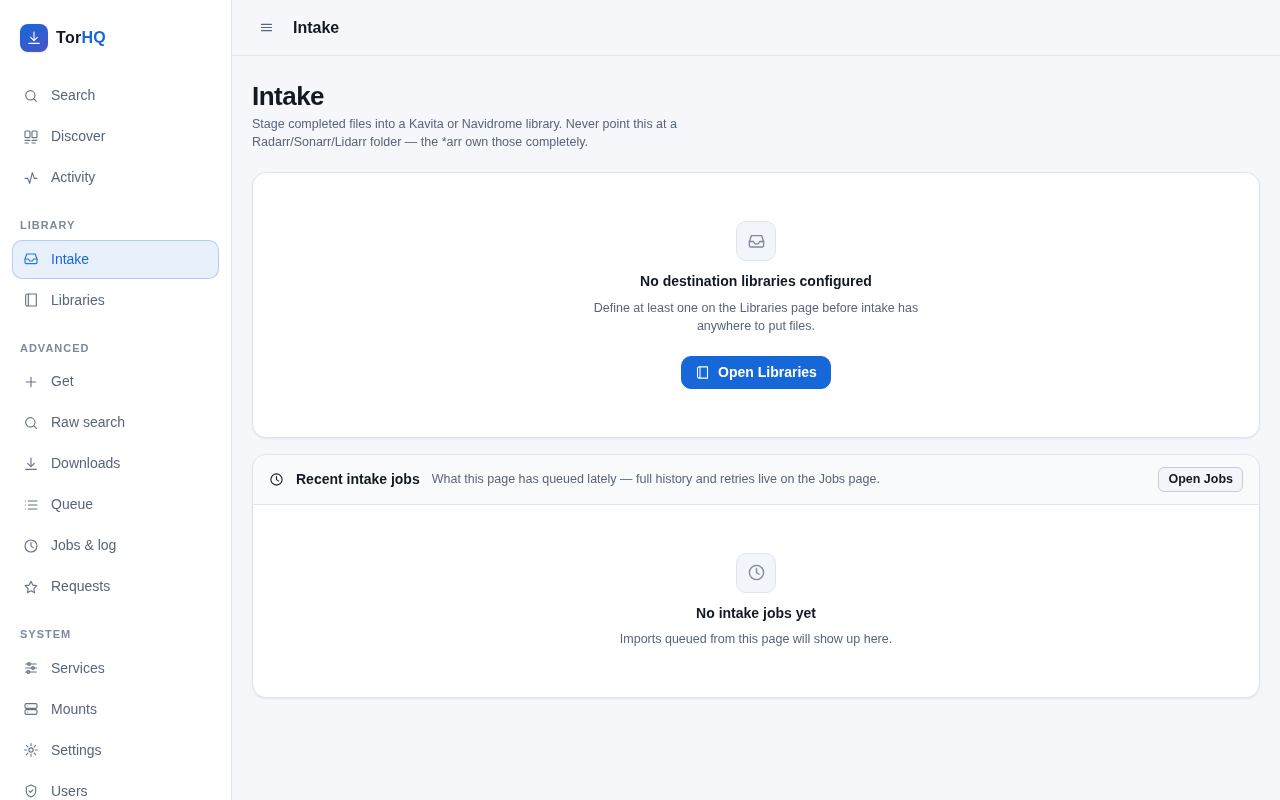 TorHQ
Search
Discover
Activity
LIBRARY
Intake
Libraries
ADVANCED
Get
Raw search
Downloads
Queue
Jobs & log
Requests
SYSTEM
Services
Mounts
Settings
Users
Intake
Intake
Stage completed files into a Kavita or Navidrome library. Never point this at a
Radarr/Sonarr/Lidarr folder — the *arr own those completely.
No destination libraries configured
Define at least one on the Libraries page before intake has
anywhere to put files.
Open Libraries
Recent intake jobs What this page has queued lately — full history and retries live on the Jobs page. Open Jobs
No intake jobs yet
Imports queued from this page will show up here.